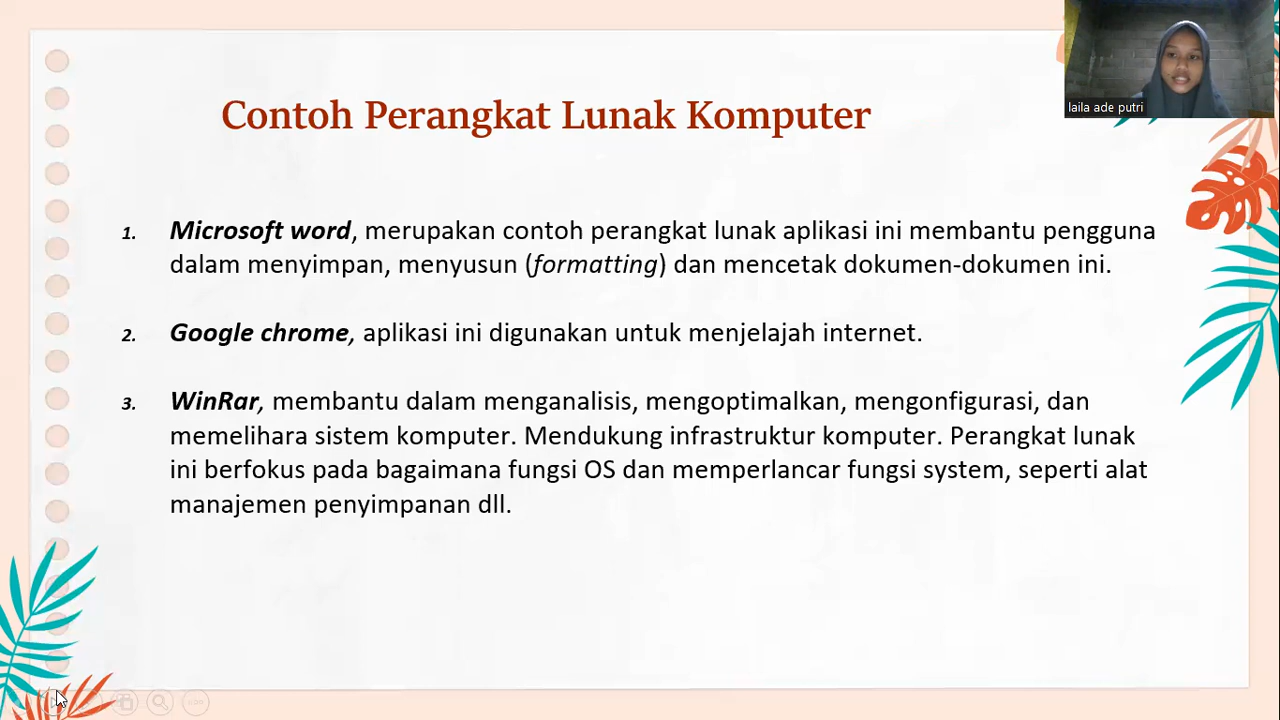 laila ade putri
Contoh Perangkat Lunak Komputer
1. Microsoft word, merupakan contoh perangkat lunak aplikasi ini membantu pengguna
dalam menyimpan, menyusun (formatting) dan mencetak dokumen-dokumen ini.
2. Google chrome, aplikasi ini digunakan untuk menjelajah internet.
3. WinRar, membantu dalam menganalisis, mengoptimalkan, mengonfigurasi, dan
memelihara sistem komputer. Mendukung infrastruktur komputer. Perangkat lunak
ini berfokus pada bagaimana fungsi OS dan memperlancar fungsi system, seperti alat
manajemen penyimpanan dll.